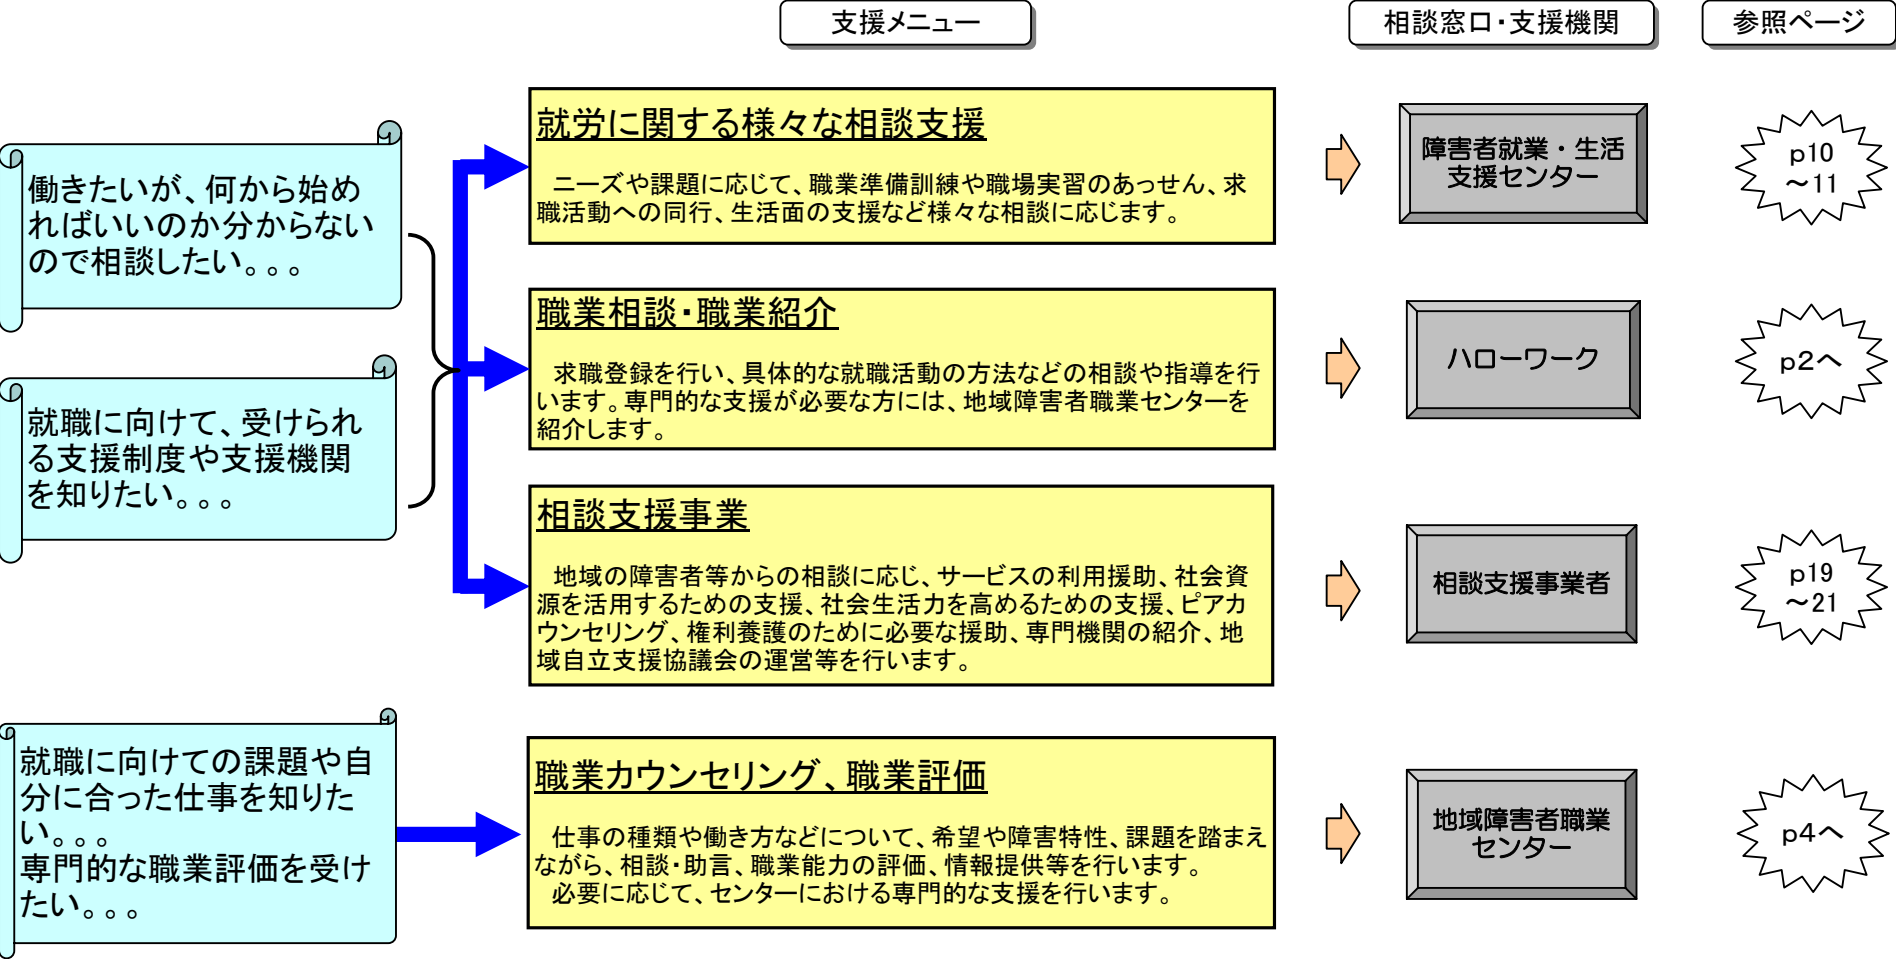 支援メニュー
相談窓口・支援機関
参照ページ
働きたいが、何から始め
ればいいのか分からない
ので相談したい。。。
就職に向けて、受けられ
る支援制度や支援機関
を知りたい。。。
就労に関する様々な相談支援
ニーズや課題に応じて、職業準備訓練や職場実習のあっせん、求
職活動への同行、生活面の支援など様々な相談に応じます。
障害者就業・生活
支援センター
p10
～11
職業相談・職業紹介
求職登録を行い、具体的な就職活動の方法などの相談や指導を行
います。専門的な支援が必要な方には、地域障害者職業センターを
紹介します。
ハローワーク
p2へ
相談支援事業
地域の障害者等からの相談に応じ、サービスの利用援助、社会資
源を活用するための支援、社会生活力を高めるための支援、ピアカ
ウンセリング、権利養護のために必要な援助、専門機関の紹介、地
域自立支援協議会の運営等を行います。
相談支援事業者
p19
～21
就職に向けての課題や自
分に合った仕事を知りた
い。。。
専門的な職業評価を受け
たい。。。
職業カウンセリング、職業評価
仕事の種類や働き方などについて、希望や障害特性、課題を踏まえ
ながら、相談・助言、職業能力の評価、情報提供等を行います。
必要に応じて、センターにおける専門的な支援を行います。
地域障害者職業
センター
p4へ